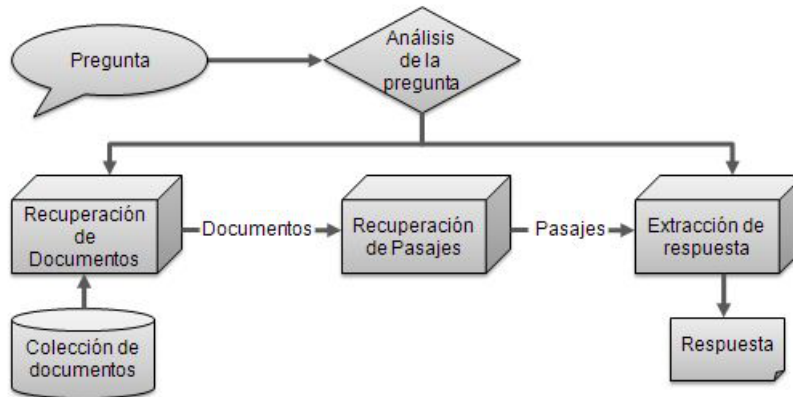 Pregunta
Análisis
de la
pregunta
Recuperación
de
Documentos
Documentos
Recuperación
de Pasajes
Pasajes
Extracción de
respuesta
Colección de
documentos
Respuesta